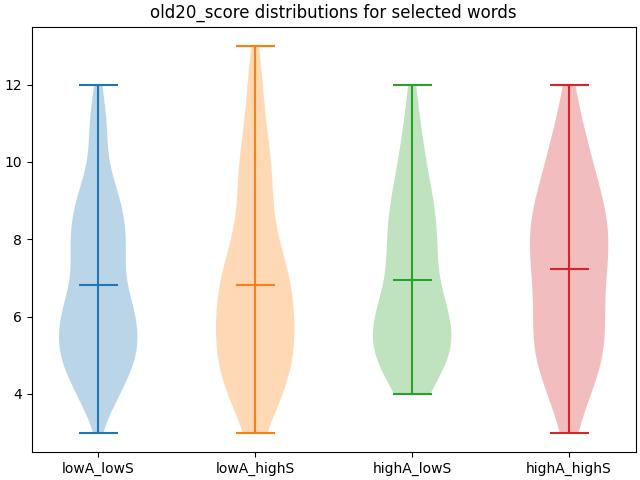 old20_score distributions for selected words
12
10
8
6
4
lowA_lowS
lowA_highS
highA_lowS
highA_highS